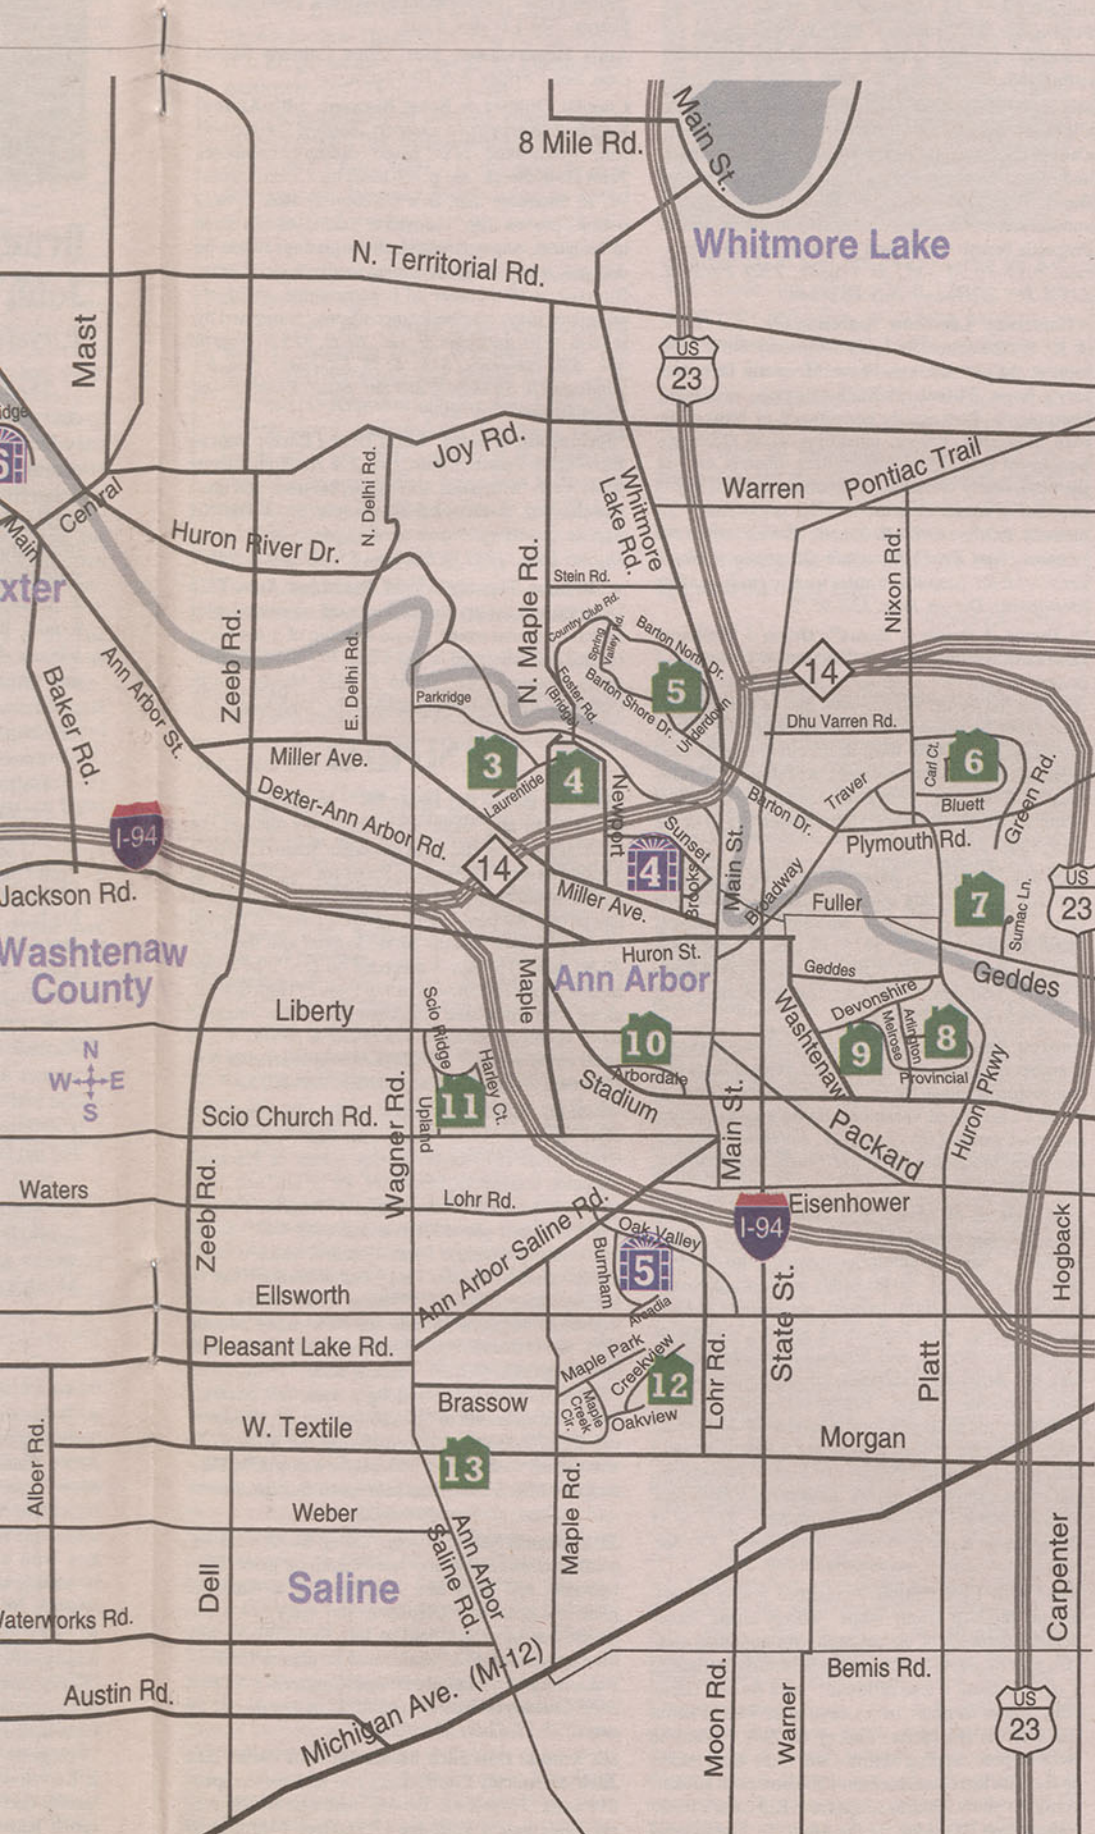 Main St.
8 Mile Rd.
Whitmore Lake
N. Territorial Rd.
Mast
US
23
idge
Joy Rd.
N. Delhi Rd.
Central
Main
Huron River Dr.
Whitmore
Lake Rd.
Warren
Pontiac Trail
Nixon Rd.
xter
Stein Rd.
N. Maple Rd.
Country Club Rd.
Spring
Valley Rd.
Barton North Dr.
5
Barton Shore Dr.
Underdown
Foster Rd.
(Bridge)
14
Zeeb Rd.
E. Delhi Rd.
Baker Rd.
Ann Arbor St.
Parkridge
Dhu Varren Rd.
Miller Ave.
3
4
Laurentide
Newport
Carl Ct.
6
Bluett
Green Rd.
Traver
Barton Dr.
Dexter-Ann Arbor Rd.
I-94
14
Sunset
4
Brooks
Main St.
Plymouth Rd.
Broadway
Jackson Rd.
Miller Ave.
Fuller
7
Sumac Ln.
US
23
Washtenaw
County
Huron St.
Ann Arbor
Maple
Geddes
Geddes
Liberty
Scio Ridge
Harley Ct.
10
Arbordale
Stadium
Washtenaw
Devonshire
Melrose
Arlington
9
8
Provincial
Huron Pkwy
N
W E
S
Scio Church Rd.
Wagner Rd.
Upland
11
Main St.
Packard
Waters
Zeeb Rd.
Lohr Rd.
Ann Arbor Saline Rd.
Eisenhower
I-94
Oak Valley
Burnham
5
Arcadia
Hogback
Ellsworth
Pleasant Lake Rd.
State St.
Platt
Maple Park
Creekview
12
Lohr Rd.
Maple
Creek
Cir.
Oakview
Brassow
W. Textile
Morgan
Alber Rd.
13
Weber
Maple Rd.
Ann Arbor
Saline Rd.
Dell
Saline
Carpenter
Waterworks Rd.
Michigan Ave. (M-12)
Austin Rd.
Moon Rd.
Warner
Bemis Rd.
US
23